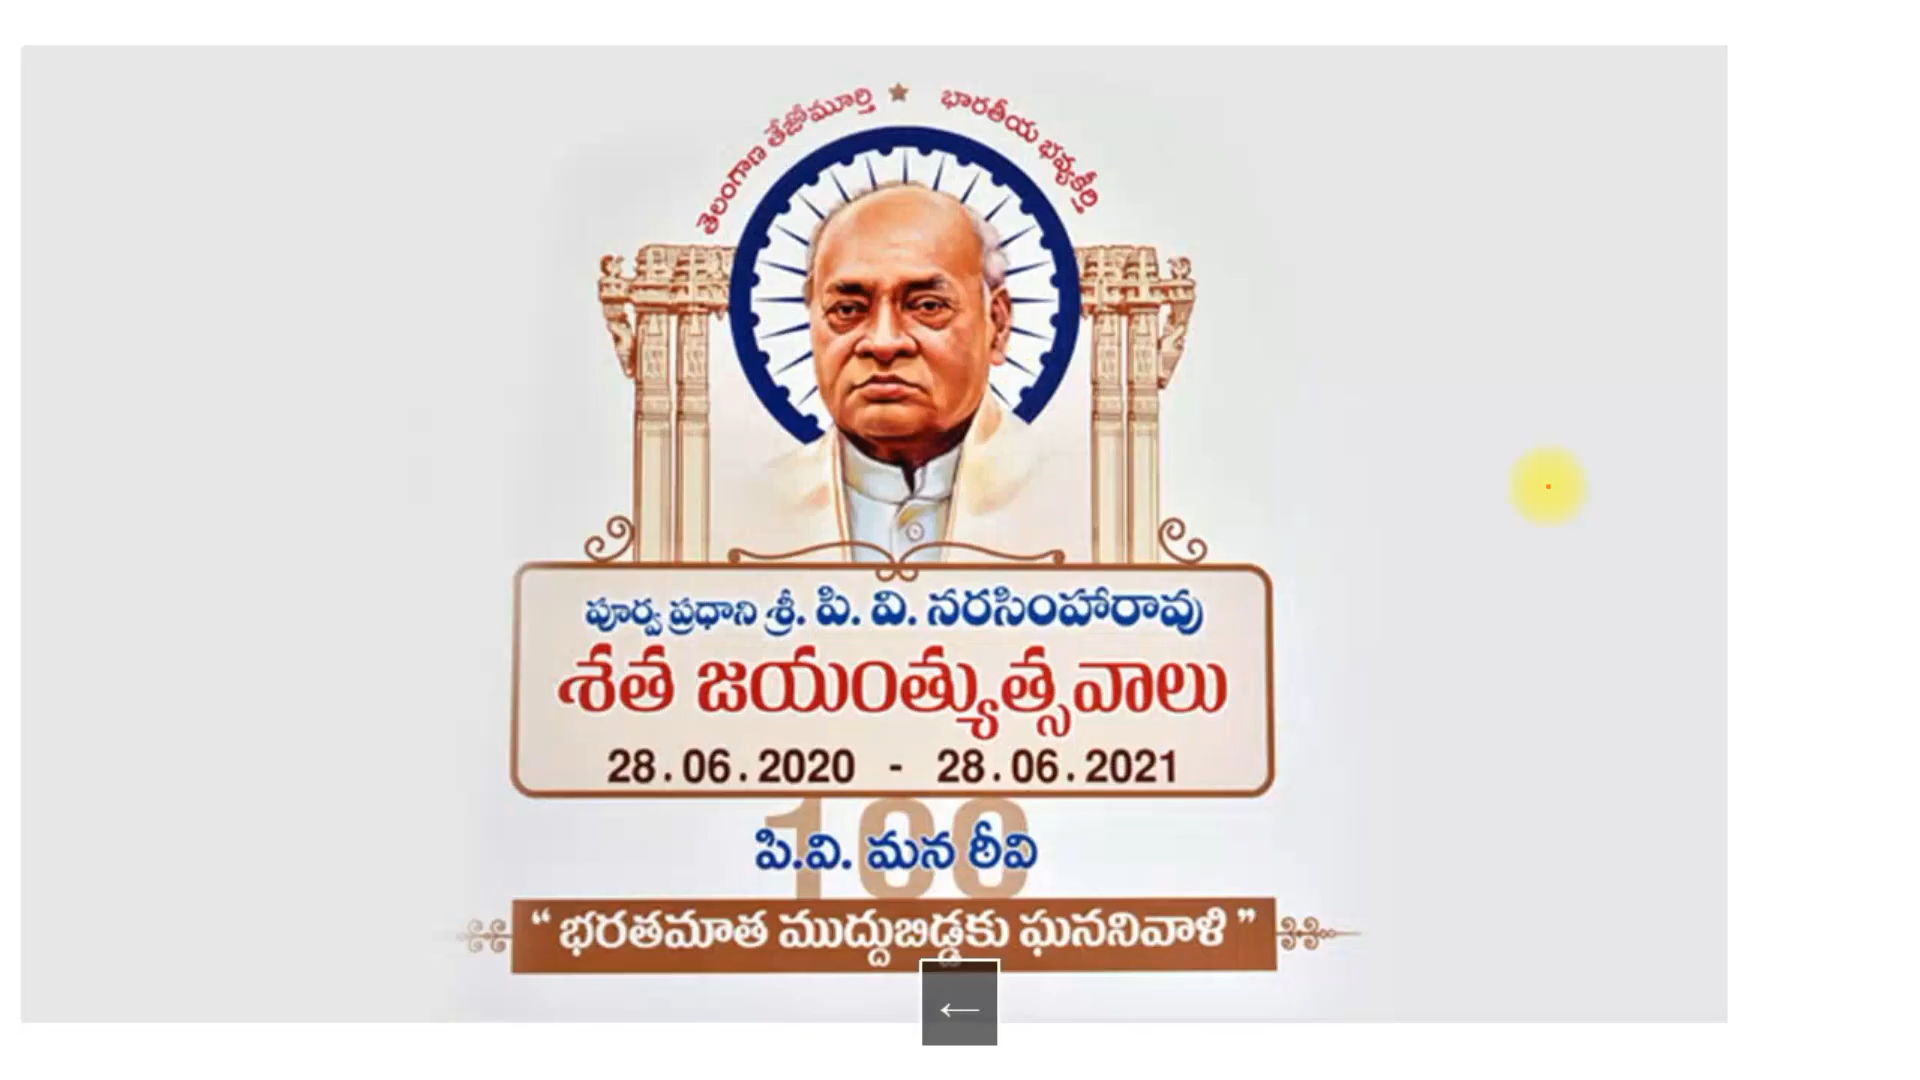 తెలంగాణ తేజోమూర్తి ★ భారతీయ భవ్యకీర్తి
పూర్వ ప్రధాని శ్రీ. పి. వి. నరసింహారావు
శత జయంత్యుత్సవాలు
28.06.2020 - 28.06.2021
100
పి.వి. మన ఠీవి
“ భరతమాత ముద్దుబిడ్డకు ఘననివాళి ”